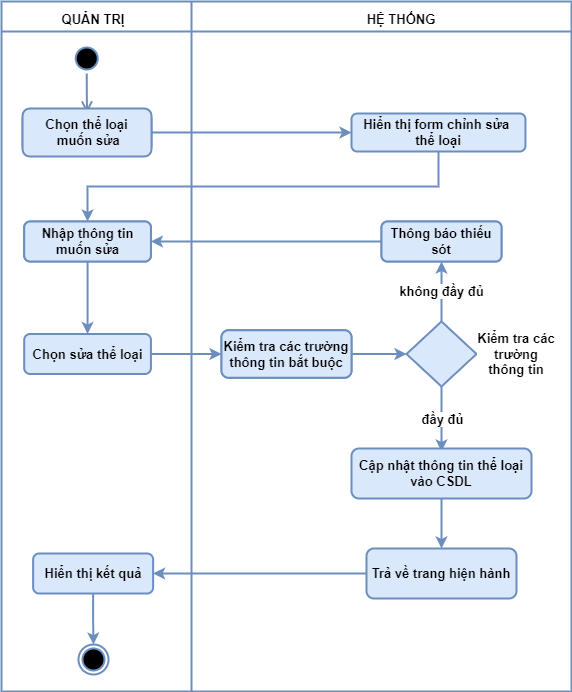 QUẢN TRỊ
HỆ THỐNG
Chọn thể loại
muốn sửa
Hiển thị form chỉnh sửa
thể loại
Nhập thông tin
muốn sửa
Thông báo thiếu
sót
không đầy đủ
Chọn sửa thể loại
Kiểm tra các trường
thông tin bắt buộc
Kiểm tra các
trường
thông tin
đầy đủ
Cập nhật thông tin thể loại
vào CSDL
Hiển thị kết quả
Trả về trang hiện hành